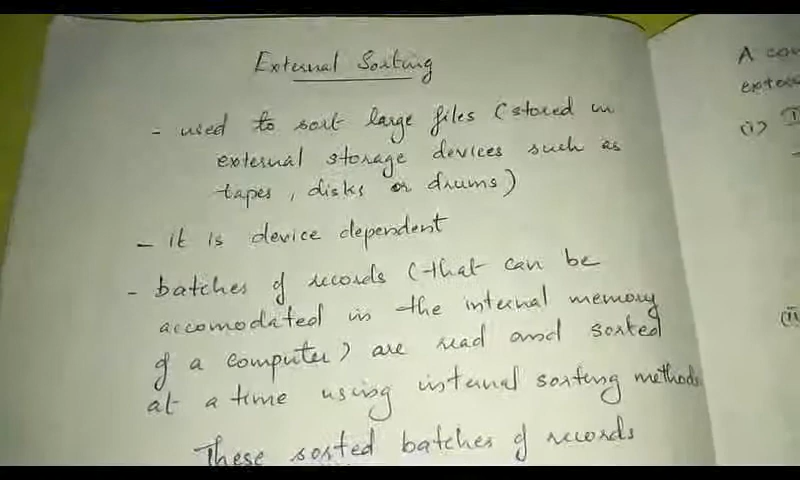 External Sorting
- used to sort large files (stored in
external storage devices such as
tapes, disks or drums)
- it is device dependent
- batches of records (that can be
accomodated in the internal memory
of a computer) are read and sorted
at a time using internal sorting methods
These sorted batches of records
A
(i)
(ii